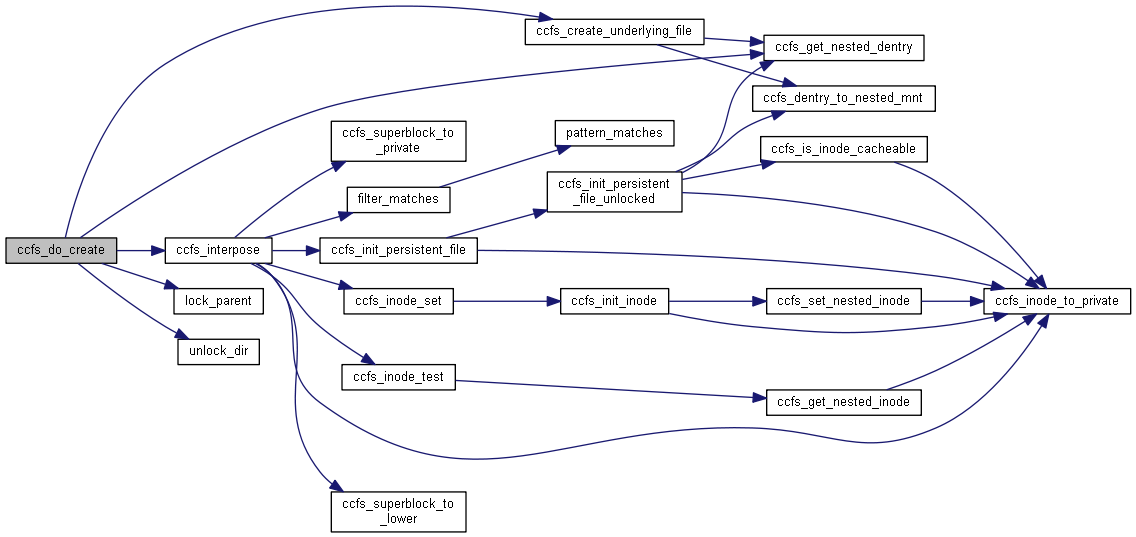 ccfs_create_underlying_file
ccfs_get_nested_dentry
ccfs_dentry_to_nested_mnt
ccfs_superblock_to
_private
pattern_matches
ccfs_is_inode_cacheable
filter_matches
ccfs_init_persistent
_file_unlocked
ccfs_do_create
ccfs_interpose
ccfs_init_persistent_file
lock_parent
ccfs_inode_set
ccfs_init_inode
ccfs_set_nested_inode
ccfs_inode_to_private
unlock_dir
ccfs_inode_test
ccfs_get_nested_inode
ccfs_superblock_to
_lower